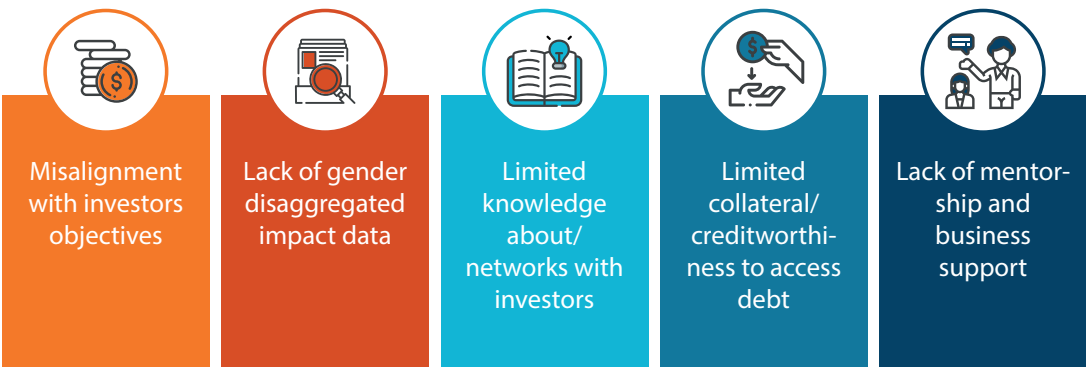 Misalignment
with investors
objectives
Lack of gender
disaggregated
impact data
Limited
knowledge
about/
networks with
investors
Limited
collateral/
creditworthi-
ness to access
debt
Lack of mentor-
ship and
business
support